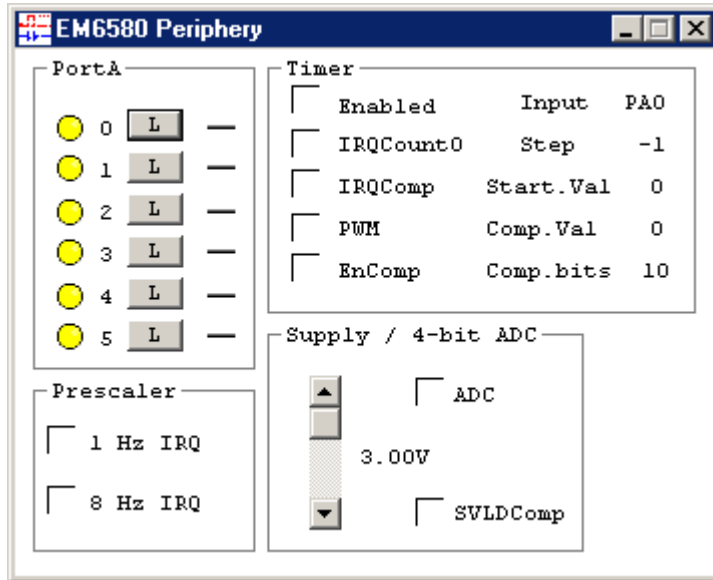 EM6580 Periphery
PortA
0 L
1 L
2 L
3 L
4 L
5 L
Timer
Enabled Input PA0
IRQCount0 Step -1
IRQComp Start.Val 0
PWM Comp.Val 0
EnComp Comp.bits 10
Prescaler
1 Hz IRQ
8 Hz IRQ
Supply / 4-bit ADC
ADC
3.00V
SVLDComp